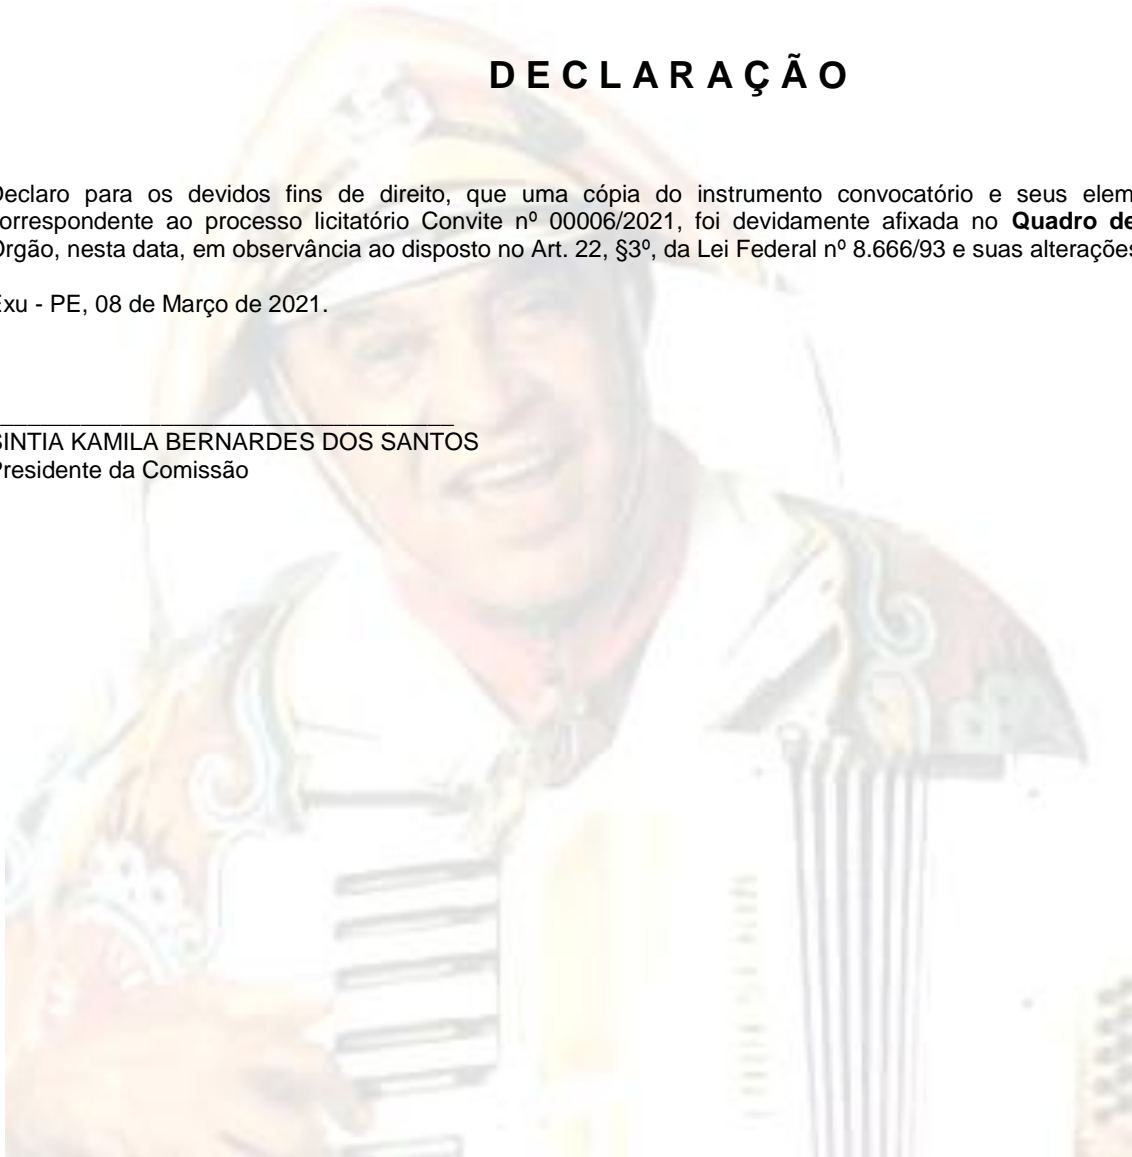 D E C L A R A Ç Ã O
Declaro para os devidos fins de direito, que uma cópia do instrumento convocatório e seus elem
correspondente ao processo licitatório Convite nº 00006/2021, foi devidamente afixada no Quadro de
Órgão, nesta data, em observância ao disposto no Art. 22, §3º, da Lei Federal nº 8.666/93 e suas alterações
Exu - PE, 08 de Março de 2021.
SINTIA KAMILA BERNARDES DOS SANTOS
Presidente da Comissão